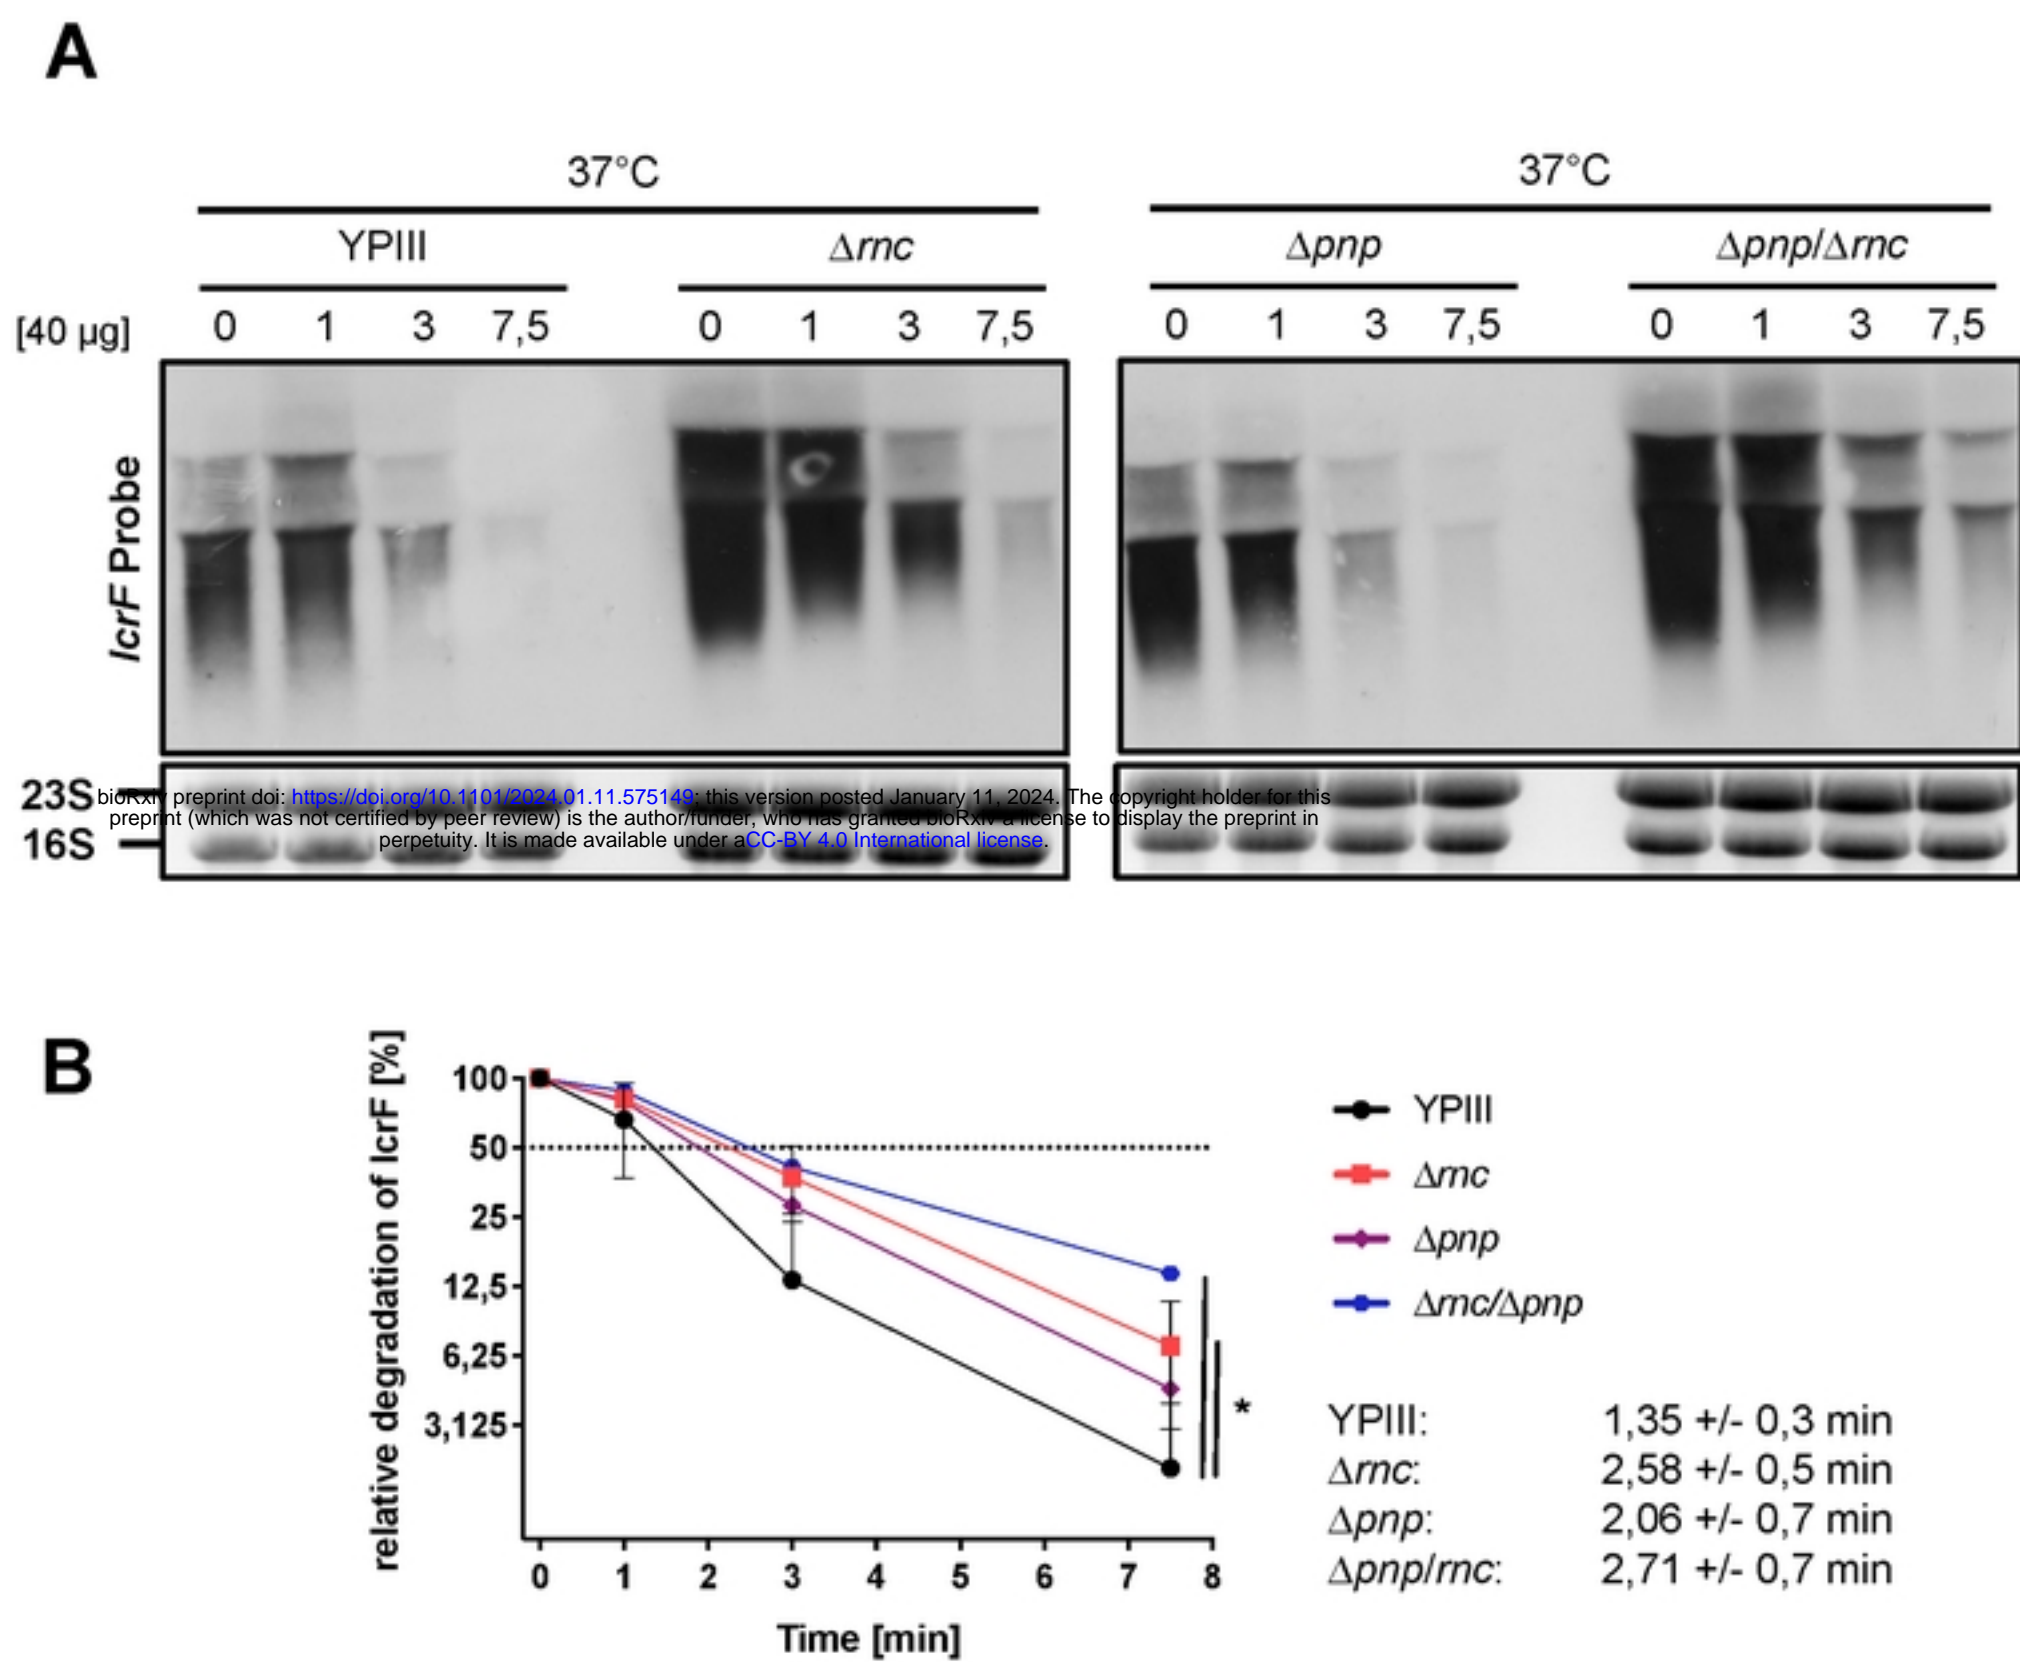 A
37°C 37°C
YPIII Δrnc Δpnp Δpnp/Δrnc
[40 µg] 0 1 3 7,5 0 1 3 7,5 0 1 3 7,5 0 1 3 7,5
lcrF Probe
23S
16S
bioRxiv preprint doi: https://doi.org/10.1101/2024.01.11.575149; this version posted January 11, 2024. The copyright holder for this
preprint (which was not certified by peer review) is the author/funder, who has granted bioRxiv a license to display the preprint in
perpetuity. It is made available under aCC-BY 4.0 International license.
B
relative degradation of lcrF [%]
100
50
25
12,5
6,25
3,125
0 1 2 3 4 5 6 7 8
Time [min]
*
YPIII
Δrnc
Δpnp
Δrnc/Δpnp
YPIII: 1,35 +/- 0,3 min
Δrnc: 2,58 +/- 0,5 min
Δpnp: 2,06 +/- 0,7 min
Δpnp/rnc: 2,71 +/- 0,7 min